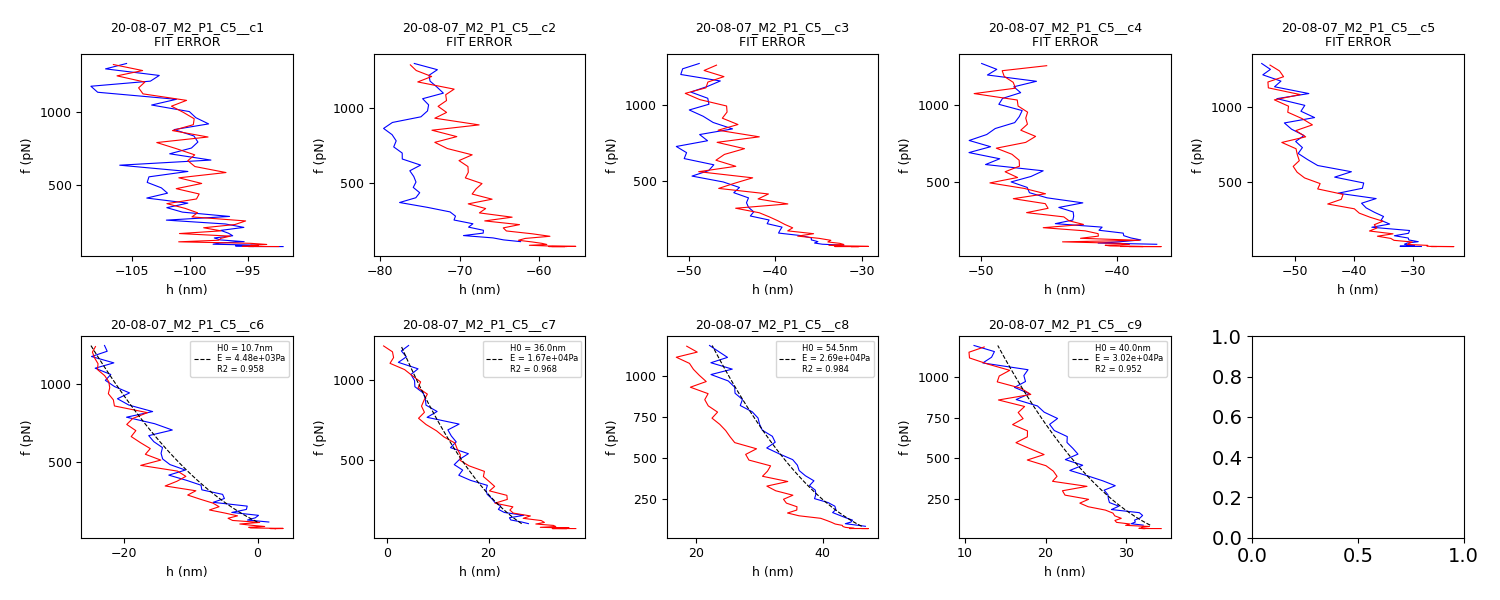 20-08-07_M2_P1_C5__c1
FIT ERROR
20-08-07_M2_P1_C5__c2
FIT ERROR
20-08-07_M2_P1_C5__c3
FIT ERROR
20-08-07_M2_P1_C5__c4
FIT ERROR
20-08-07_M2_P1_C5__c5
FIT ERROR
f (pN)
1000
500
−105
−100
−95
h (nm)
f (pN)
1000
500
−80
−70
−60
h (nm)
f (pN)
1000
500
−50
−40
−30
h (nm)
f (pN)
1000
500
−50
−40
h (nm)
f (pN)
1000
500
−50
−40
−30
h (nm)
20-08-07_M2_P1_C5__c6
H0 = 10.7nm
E = 4.48e+03Pa
R2 = 0.958
f (pN)
1000
500
−20
0
h (nm)
20-08-07_M2_P1_C5__c7
H0 = 36.0nm
E = 1.67e+04Pa
R2 = 0.968
f (pN)
1000
500
0
20
h (nm)
20-08-07_M2_P1_C5__c8
H0 = 54.5nm
E = 2.69e+04Pa
R2 = 0.984
f (pN)
1000
750
500
250
20
40
h (nm)
20-08-07_M2_P1_C5__c9
H0 = 40.0nm
E = 3.02e+04Pa
R2 = 0.952
f (pN)
1000
750
500
250
10
20
30
h (nm)
1.0
0.8
0.6
0.4
0.2
0.0
0.0
0.5
1.0